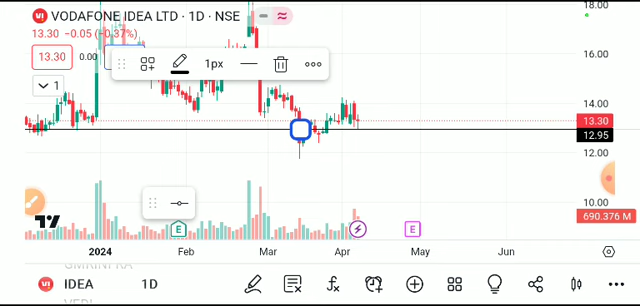 VODAFONE IDEA LTD · 1D · NSE
13.30 −0.05 (−0.37%)
13.30
0.00
1px
1
18.00
16.00
14.00
13.30
12.95
12.00
10.00
690.376 M
E
E
2024
Feb
Mar
Apr
May
Jun
IDEA
1D